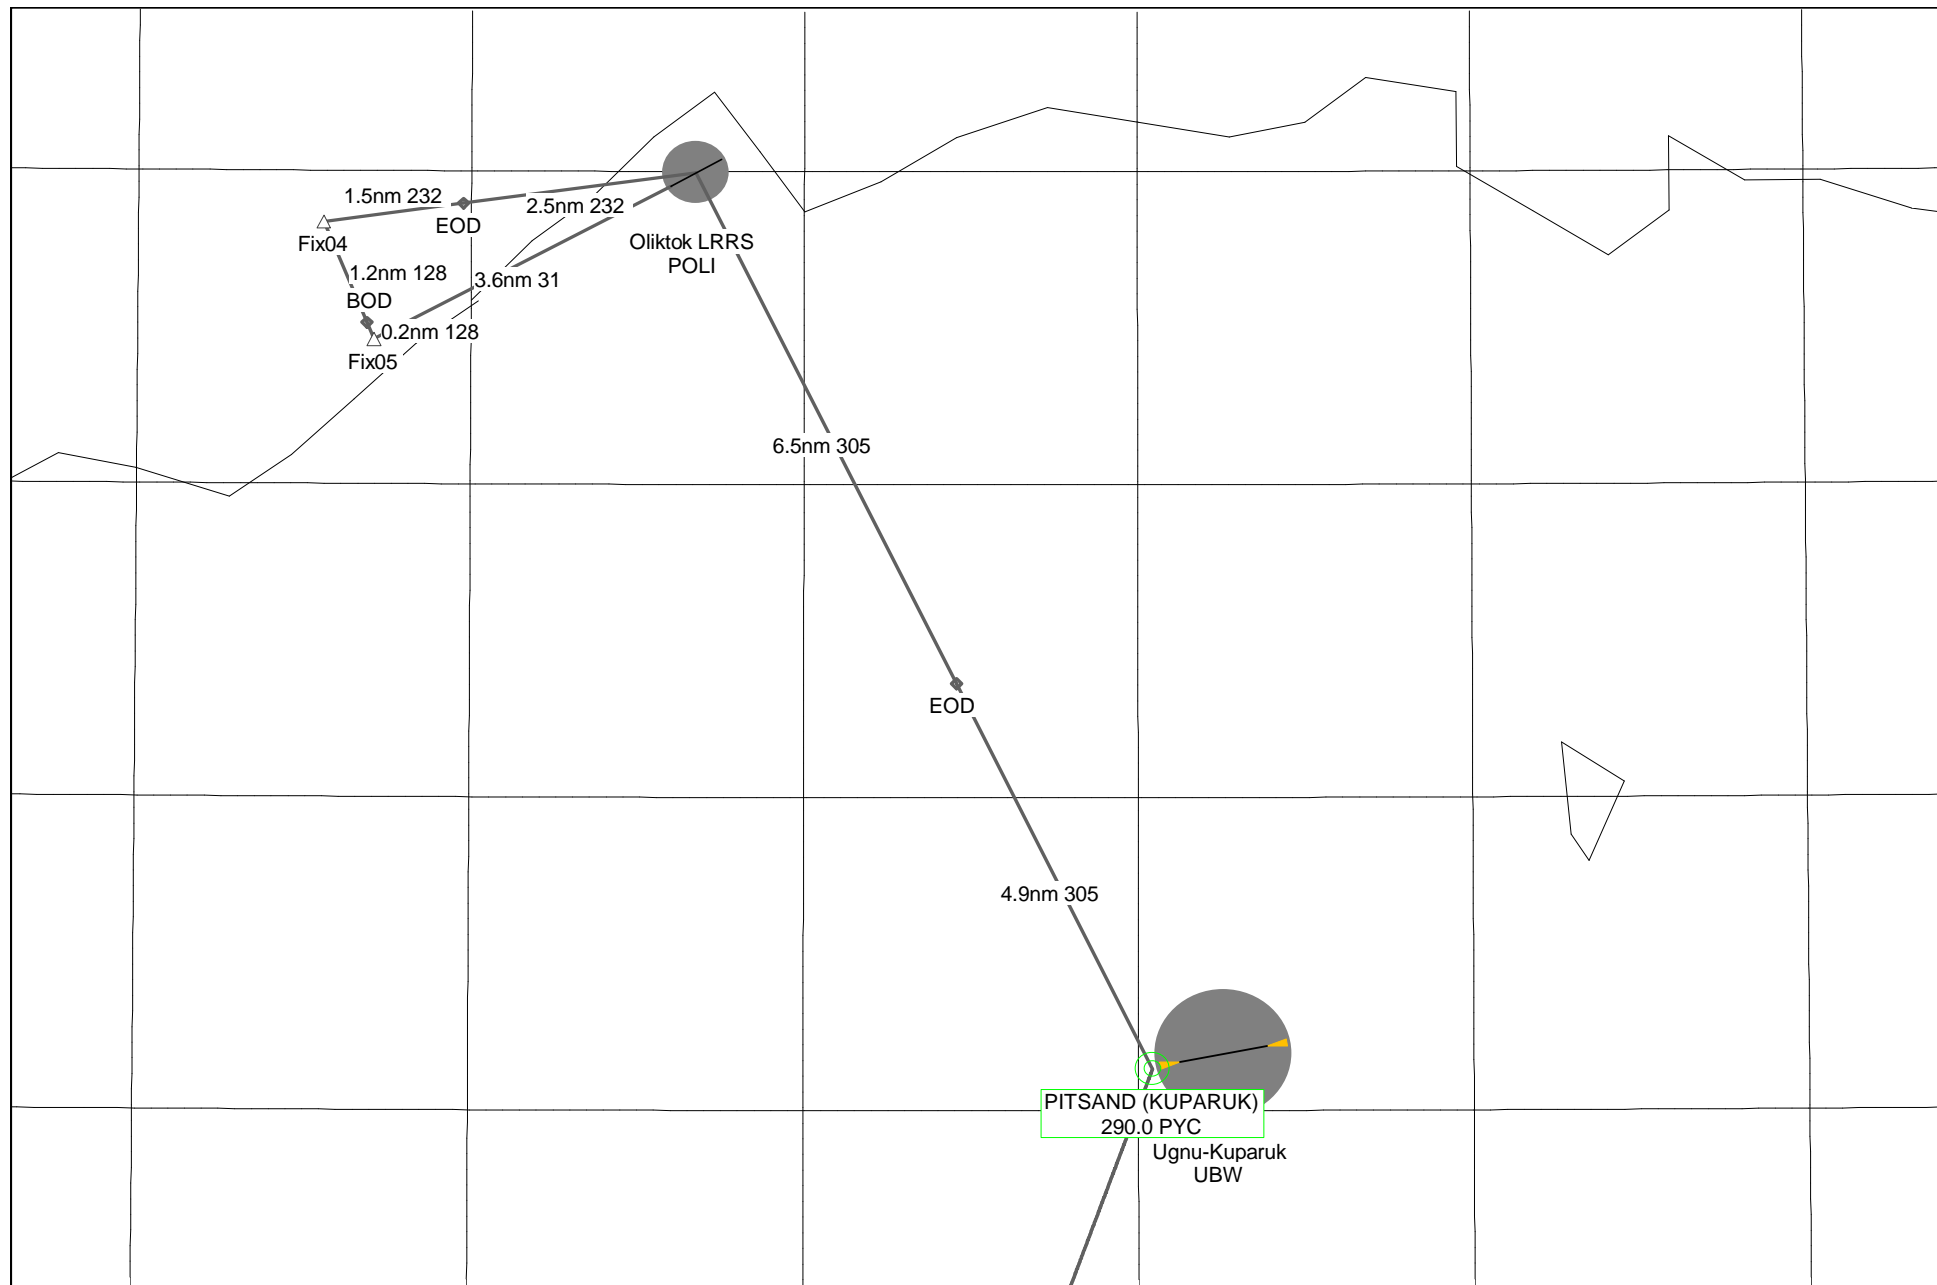 1.5nm 232
2.5nm 232
EOD
Fix04
Oliktok LRRS
POLI
1.2nm 128
3.6nm 31
BOD
0.2nm 128
Fix05
6.5nm 305
EOD
4.9nm 305
PITSAND (KUPARUK)
290.0 PYC
Ugnu-Kuparuk
UBW